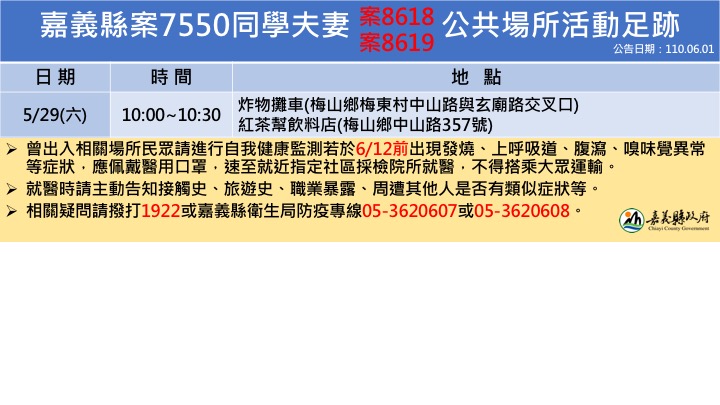 嘉義縣案7550同學夫妻 案8618 案8619 公共場所活動足跡
公告日期：110.06.01
日期 時間 地 點
5/29(六) 10:00~10:30 炸物攤車(梅山鄉梅東村中山路與玄廟路交叉口)
紅茶幫飲料店(梅山鄉中山路357號)
➢ 曾出入相關場所民眾請進行自我健康監測若於6/12前出現發燒、上呼吸道、腹瀉、嗅味覺異常
等症狀，應佩戴醫用口罩，速至就近指定社區採檢院所就醫，不得搭乘大眾運輸。
➢ 就醫時請主動告知接觸史、旅遊史、職業暴露、周遭其他人是否有類似症狀等。
➢ 相關疑問請撥打1922或嘉義縣衛生局防疫專線05-3620607或05-3620608。
嘉義縣政府
Chiayi County Government